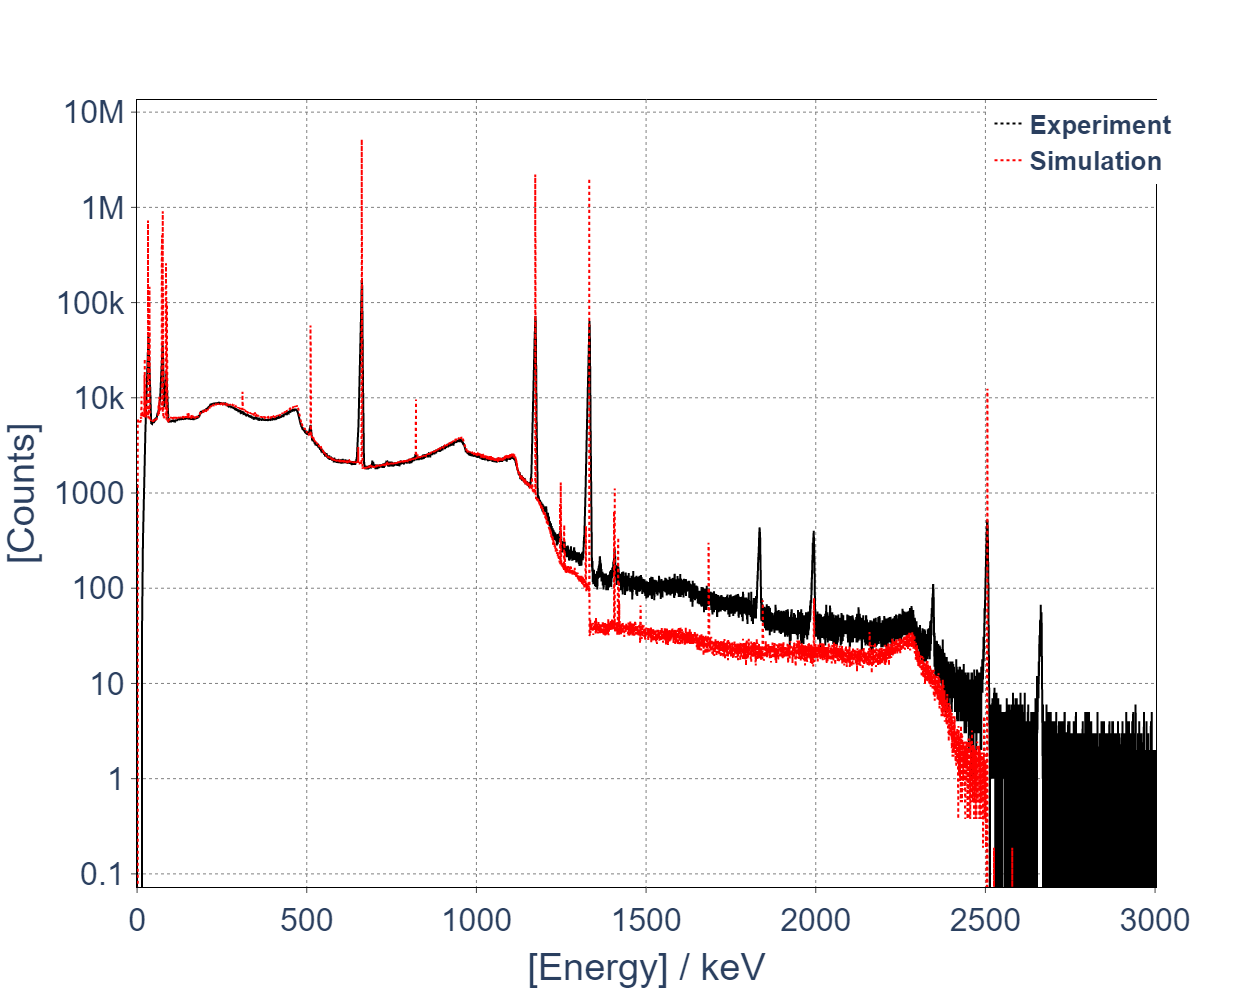 10M
1M
100k
10k
1000
100
10
1
0.1
[Counts]
Experiment
Simulation
0 500 1000 1500 2000 2500 3000
[Energy] / keV